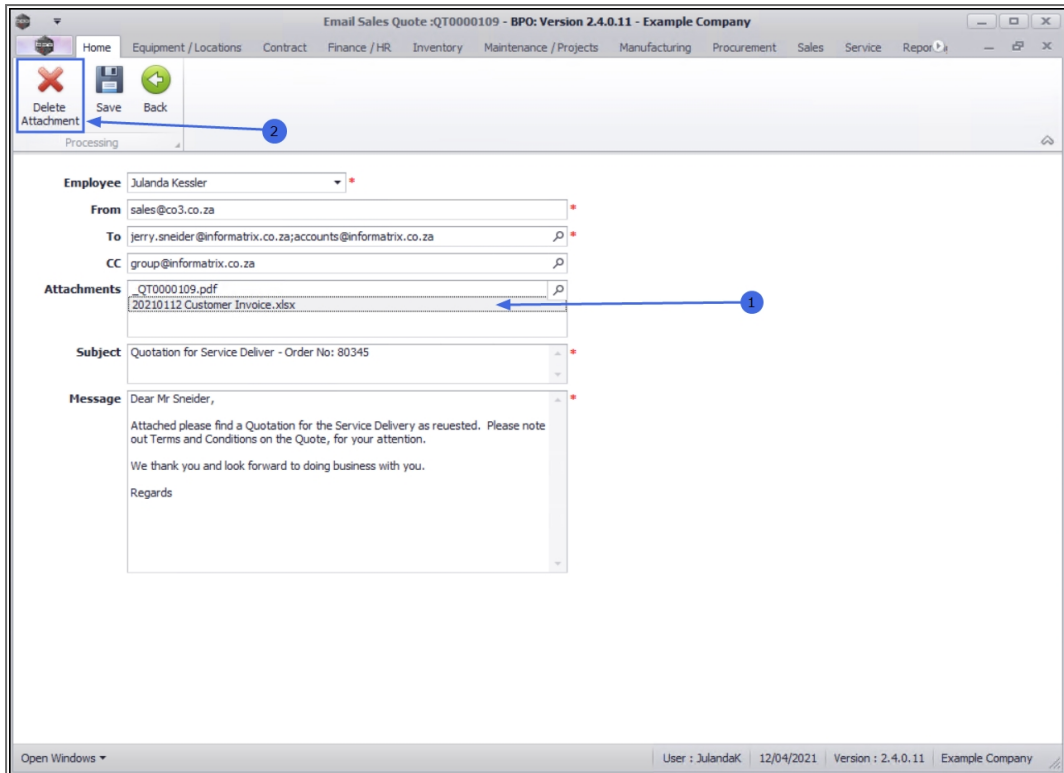 Email Sales Quote :QT0000109 - BPO: Version 2.4.0.11 - Example Company
Home Equipment / Locations Contract Finance / HR Inventory Maintenance / Projects Manufacturing Procurement Sales Service
Delete Attachment
Save
Back
2
Processing
Employee Julanda Kessler *
From sales@co3.co.za *
To jerry.sneider@informatrix.co.za;accounts@informatrix.co.za *
CC group@informatrix.co.za
Attachments _QT0000109.pdf
20210112 Customer Invoice.xlsx
1
Subject Quotation for Service Deliver - Order No: 80345 *
Message Dear Mr Sneider, *
Attached please find a Quotation for the Service Delivery as reuested. Please note
out Terms and Conditions on the Quote, for your attention.
We thank you and look forward to doing business with you.
Regards
Open Windows User : JulandaK 12/04/2021 Version : 2.4.0.11 Example Company